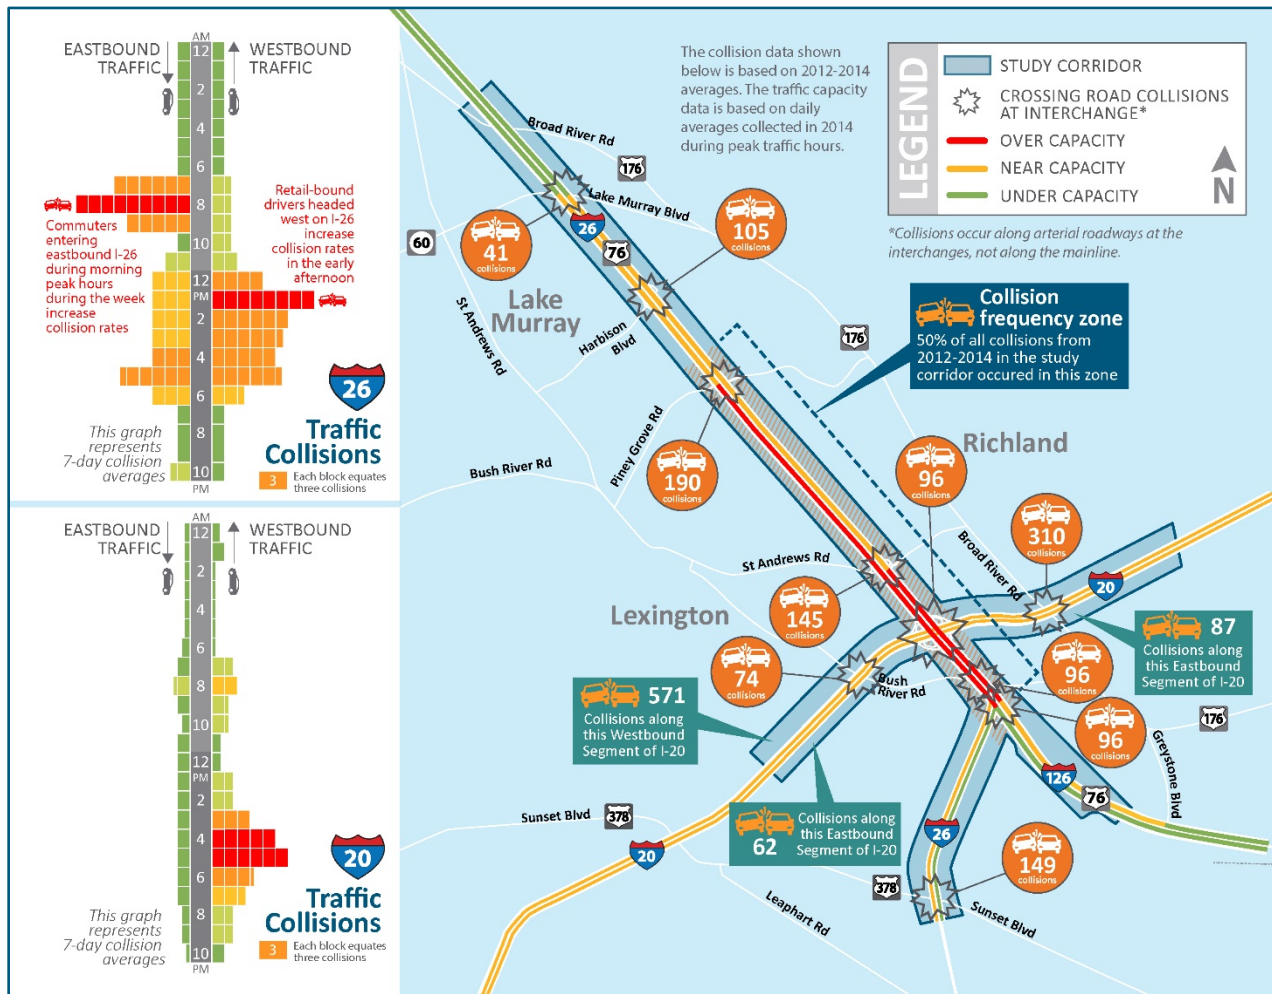 AM
EASTBOUND
TRAFFIC
WESTBOUND
TRAFFIC
12
2
4
6
8
10
12
PM
2
4
6
8
10
PM
Commuters
entering
eastbound I-26
during morning
peak hours
during the week
increase
collision rates
Retail-bound
drivers headed
west on I-26
increase
collision rates
in the early
afternoon
This graph
represents
7-day collision
averages
26
Traffic
Collisions
3
Each block equates
three collisions
AM
EASTBOUND
TRAFFIC
WESTBOUND
TRAFFIC
12
2
4
6
8
10
12
PM
2
4
6
8
10
PM
This graph
represents
7-day collision
averages
20
Traffic
Collisions
3
Each block equates
three collisions
The collision data shown
below is based on 2012-2014
averages. The traffic capacity
data is based on daily
averages collected in 2014
during peak traffic hours.
LEGEND
STUDY CORRIDOR
CROSSING ROAD COLLISIONS
AT INTERCHANGE*
OVER CAPACITY
NEAR CAPACITY
UNDER CAPACITY
N
*Collisions occur along arterial roadways at the
interchanges, not along the mainline.
Broad River Rd
176
Lake Murray Blvd
60
41
collisions
26
76
105
collisions
Lake
Murray
Harbison
Blvd
St Andrews Rd
176
Collision
frequency zone
50% of all collisions from
2012-2014 in the study
corridor occured in this zone
Piney Grove Rd
Bush River Rd
190
collisions
Richland
96
collisions
310
collisions
Broad River Rd
20
St Andrews Rd
145
collisions
Lexington
74
collisions
Bush
River Rd
87
Collisions along
this Eastbound
Segment of I-20
96
collisions
96
collisions
176
Greystone Blvd
571
Collisions along
this Westbound
Segment of I-20
126
76
62
Collisions along
this Eastbound
Segment of I-20
Sunset Blvd
378
20
26
149
collisions
378
Leaphart Rd
Sunset Blvd